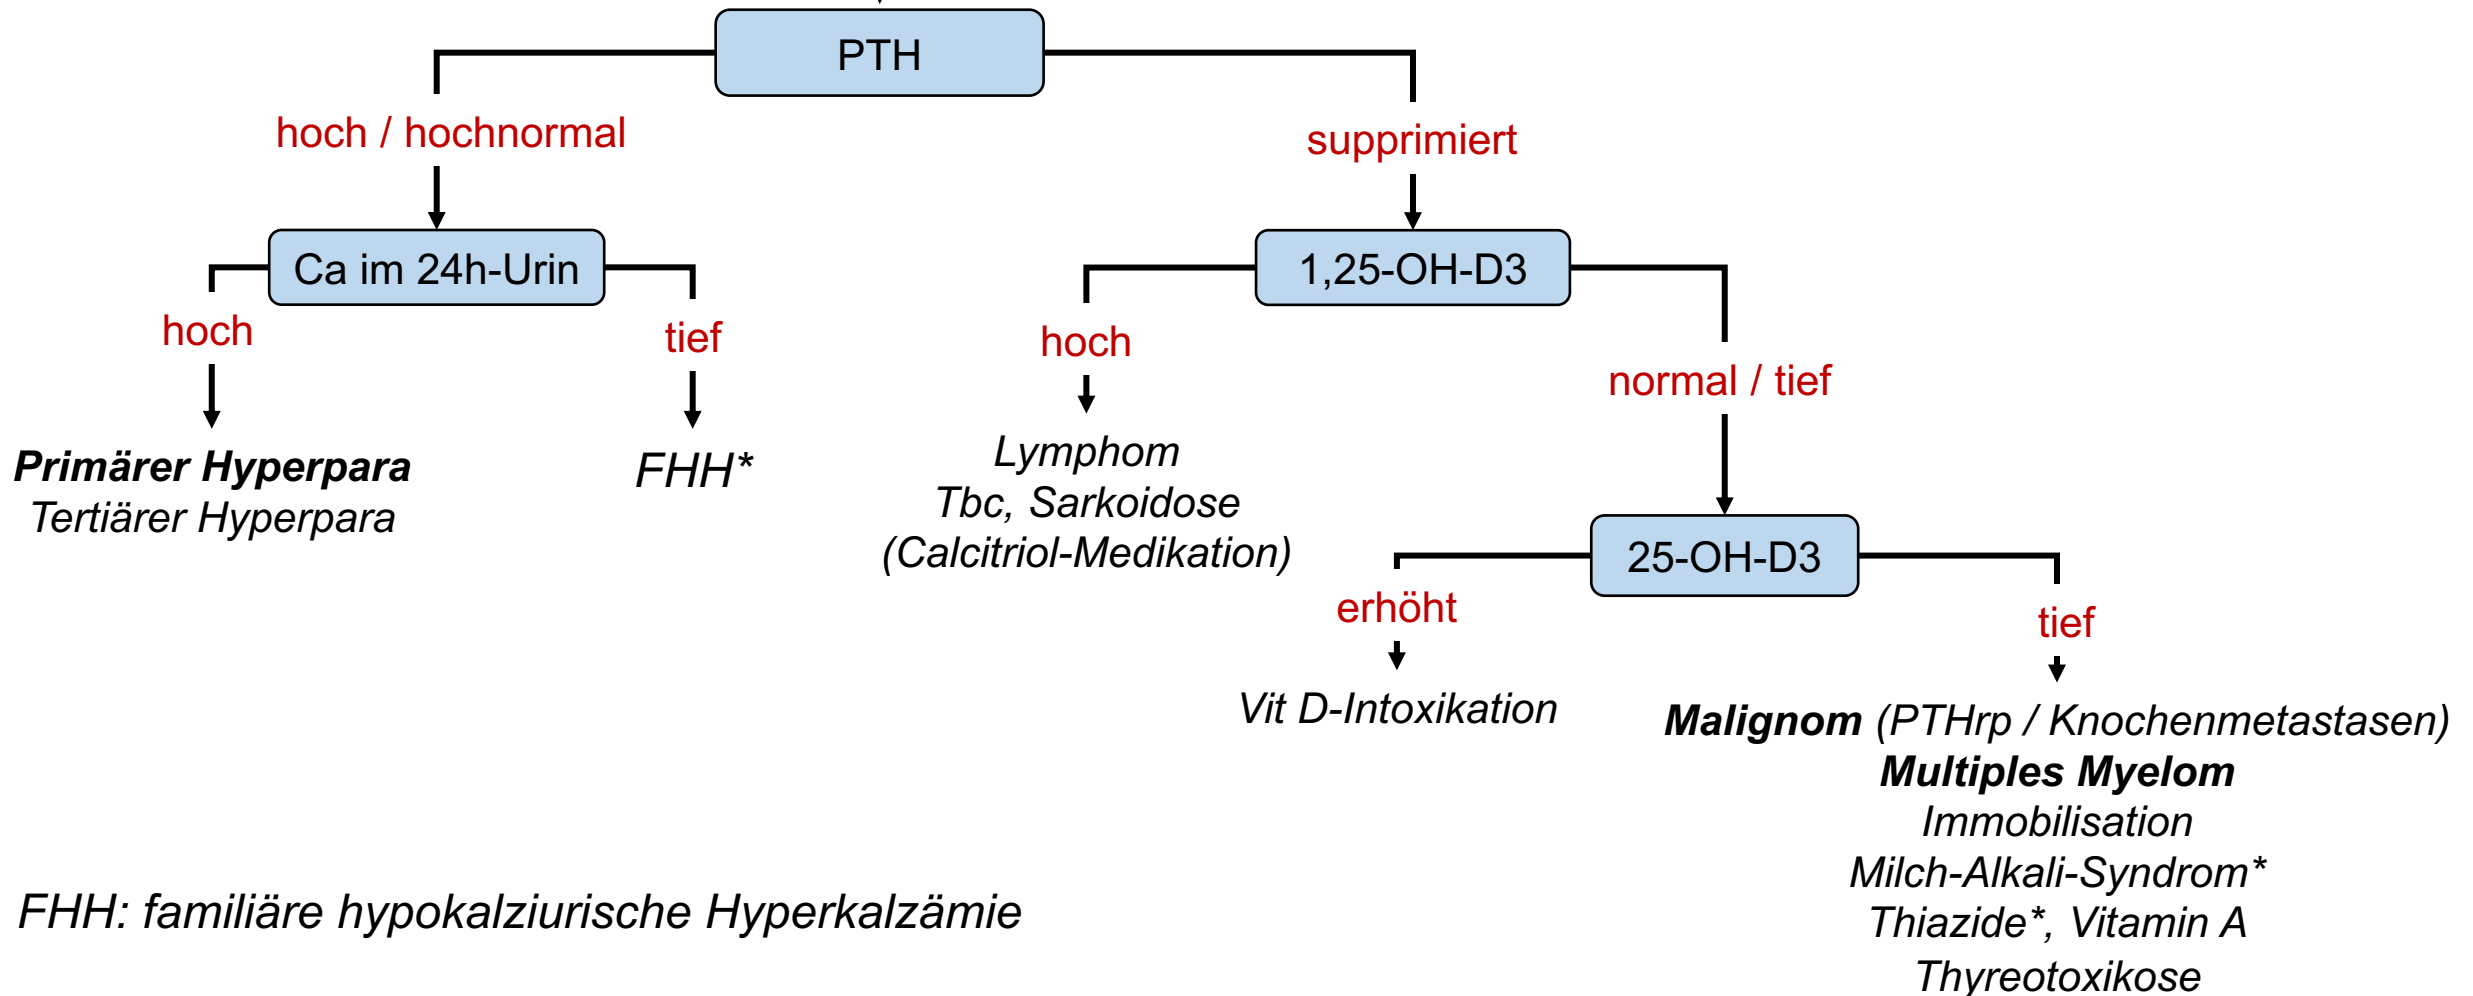 PTH
hoch / hochnormal
supprimiert
Ca im 24h-Urin
1,25-OH-D3
hoch
tief
hoch
normal / tief
Primärer Hyperpara
Tertiärer Hyperpara
FHH*
Lymphom
Tbc, Sarkoidose
(Calcitriol-Medikation)
25-OH-D3
erhöht
tief
Vit D-Intoxikation
Malignom (PTHrp / Knochenmetastasen)
Multiples Myelom
Immobilisation
Milch-Alkali-Syndrom*
Thiazide*, Vitamin A
Thyreotoxikose
FHH: familiäre hypokalziurische Hyperkalzämie